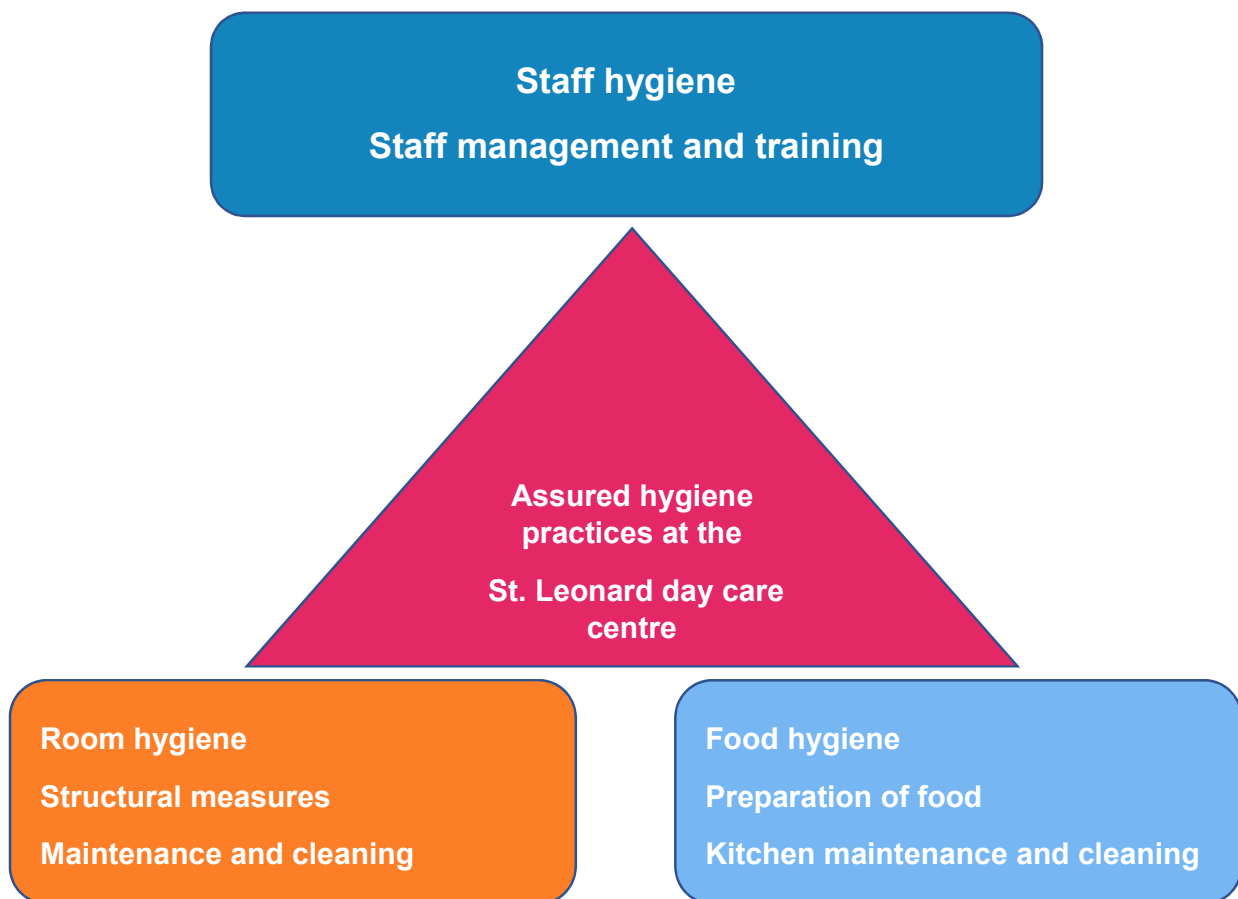 Staff hygiene
Staff management and training
Assured hygiene
practices at the
St. Leonard day care
centre
Room hygiene
Structural measures
Maintenance and cleaning
Food hygiene
Preparation of food
Kitchen maintenance and cleaning